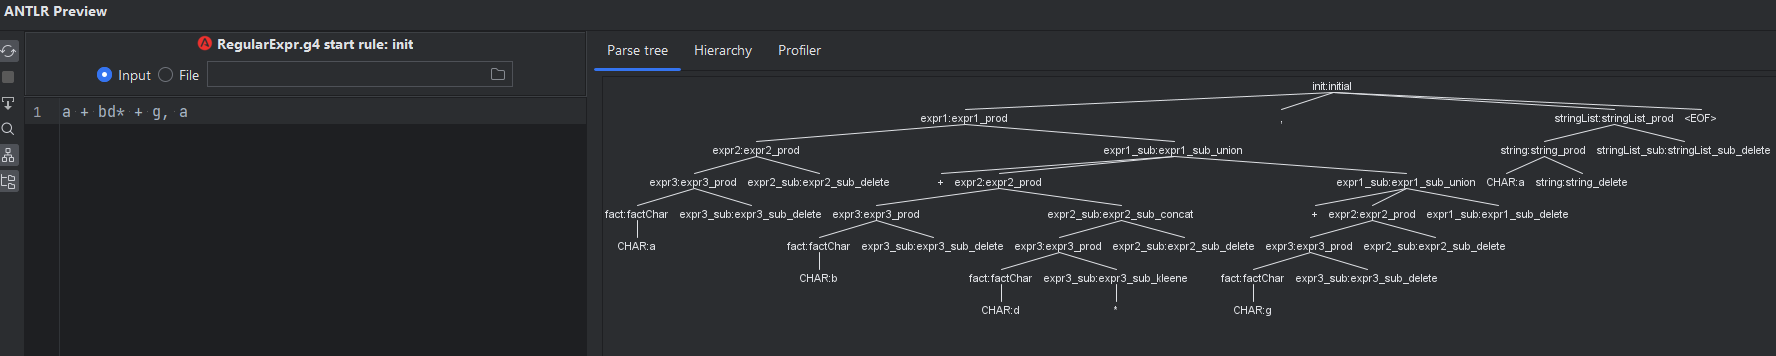 ANTLR Preview
RegularExpr.g4 start rule: init
Input File
1 a + bd* + g, a
Parse tree Hierarchy Profiler
init:initial
expr1:expr1_prod , stringList:stringList_prod <EOF>
expr2:expr2_prod expr1_sub:expr1_sub_union string:string_prod stringList_sub:stringList_sub_delete
expr3:expr3_prod expr2_sub:expr2_sub_delete + expr2:expr2_prod expr1_sub:expr1_sub_union CHAR:a string:string_delete
fact:factChar expr3_sub:expr3_sub_delete expr3:expr3_prod expr2_sub:expr2_sub_concat + expr2:expr2_prod expr1_sub:expr1_sub_delete
CHAR:a fact:factChar expr3_sub:expr3_sub_delete expr3:expr3_prod expr2_sub:expr2_sub_delete expr3:expr3_prod expr2_sub:expr2_sub_delete
CHAR:b fact:factChar expr3_sub:expr3_sub_kleene fact:factChar expr3_sub:expr3_sub_delete
CHAR:d * CHAR:g